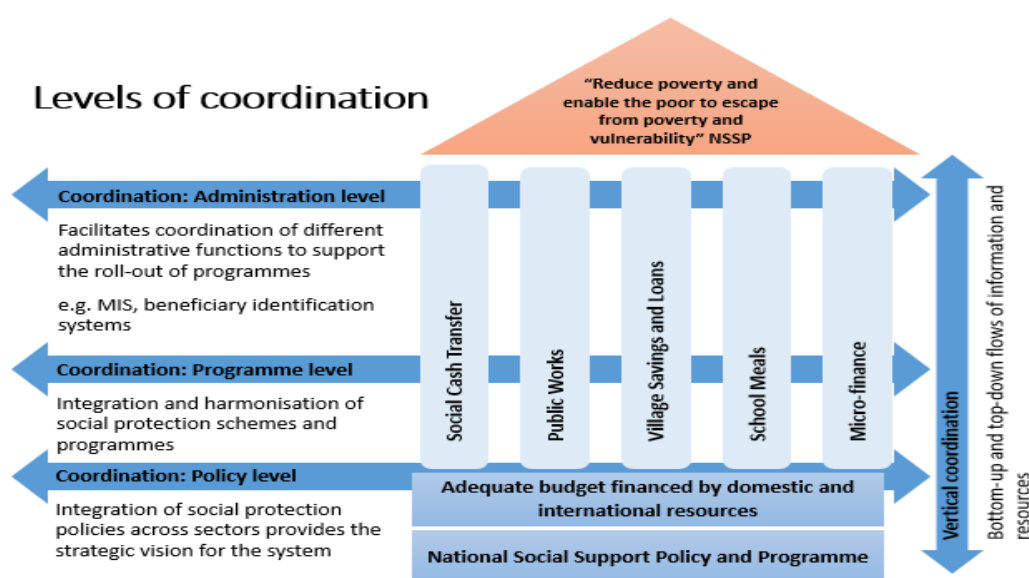 Levels of coordination
“Reduce poverty and
enable the poor to escape
from poverty and
vulnerability” NSSP
Coordination: Administration level
Facilitates coordination of different
administrative functions to support
the roll-out of programmes
e.g. MIS, beneficiary identification
systems
Coordination: Programme level
Integration and harmonisation of
social protection schemes and
programmes
Coordination: Policy level
Integration of social protection
policies across sectors provides the
strategic vision for the system
Social Cash Transfer
Public Works
Village Savings and Loans
School Meals
Micro-finance
Adequate budget financed by domestic and
international resources
National Social Support Policy and Programme
Vertical coordination
Bottom-up and top-down flows of information and
resources